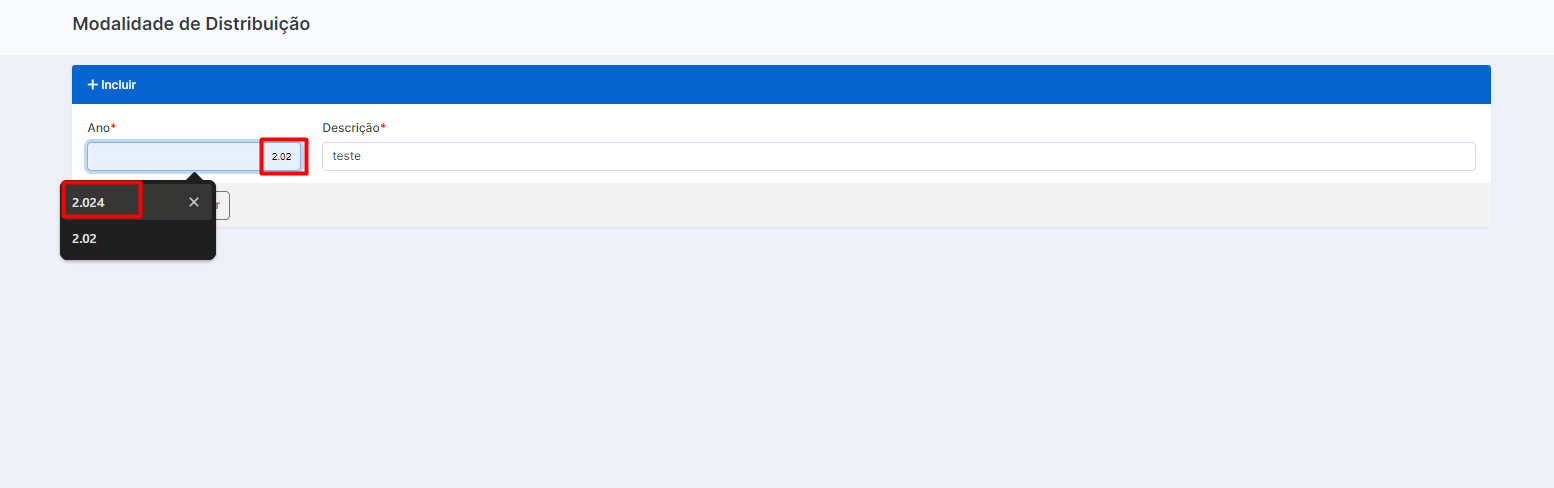 Modalidade de Distribuição
+ Incluir
Ano*
Descrição*
2.02
teste
2.024
r
2.02